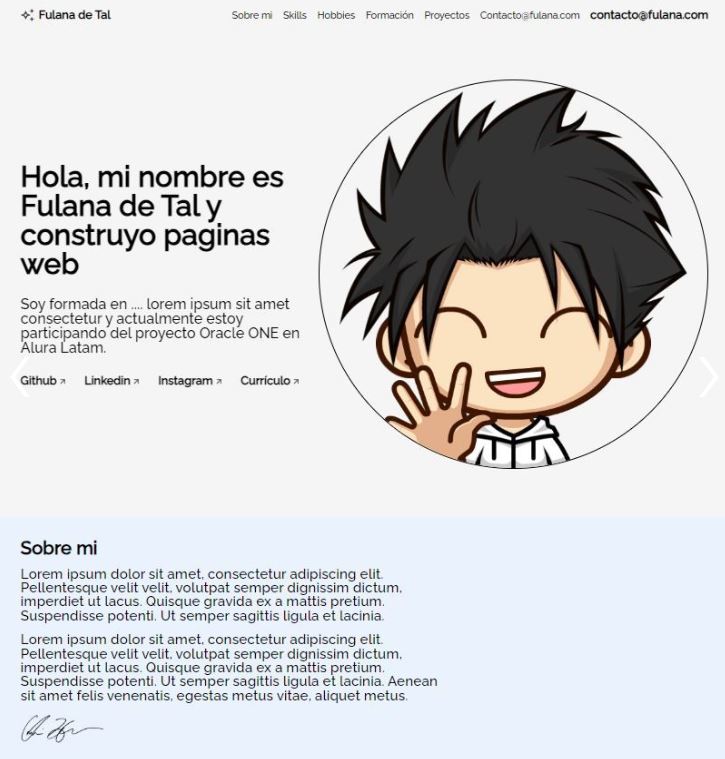 Fulana de Tal
Sobre mi Skills Hobbies Formación Proyectos Contacto@fulana.com contacto@fulana.com
Hola, mi nombre es
Fulana de Tal y
construyo paginas
web
Soy formada en .... lorem ipsum sit amet
consectetur y actualmente estoy
participando del proyecto Oracle ONE en
Alura Latam.
Github Linkedin Instagram Currículo
Sobre mi
Lorem ipsum dolor sit amet, consectetur adipiscing elit.
Pellentesque velit velit, volutpat semper dignissim dictum,
imperdiet ut lacus. Quisque gravida ex a mattis pretium.
Suspendisse potenti. Ut semper sagittis ligula et lacinia.
Lorem ipsum dolor sit amet, consectetur adipiscing elit.
Pellentesque velit velit, volutpat semper dignissim dictum,
imperdiet ut lacus. Quisque gravida ex a mattis pretium.
Suspendisse potenti. Ut semper sagittis ligula et lacinia. Aenean
sit amet felis venenatis, egestas metus vitae, aliquet metus.